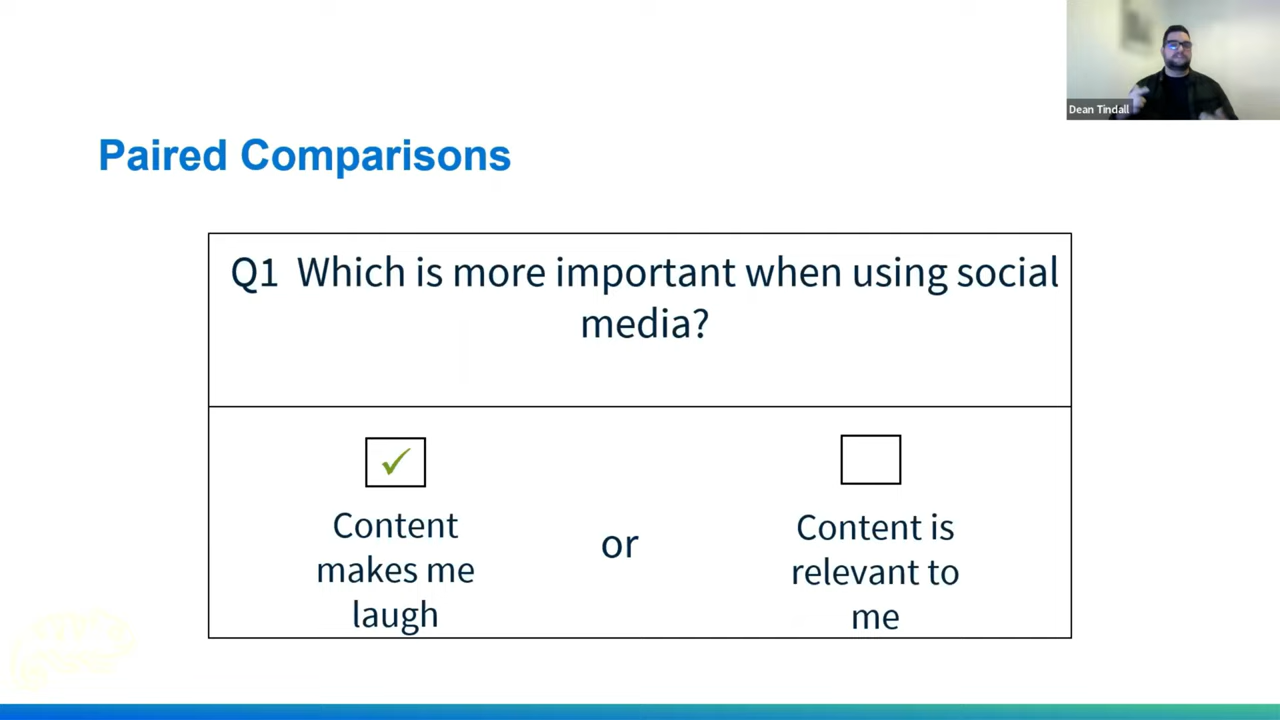 Dean Tindall
Paired Comparisons
Q1 Which is more important when using social
media?
Content
makes me
laugh
or
Content is
relevant to
me